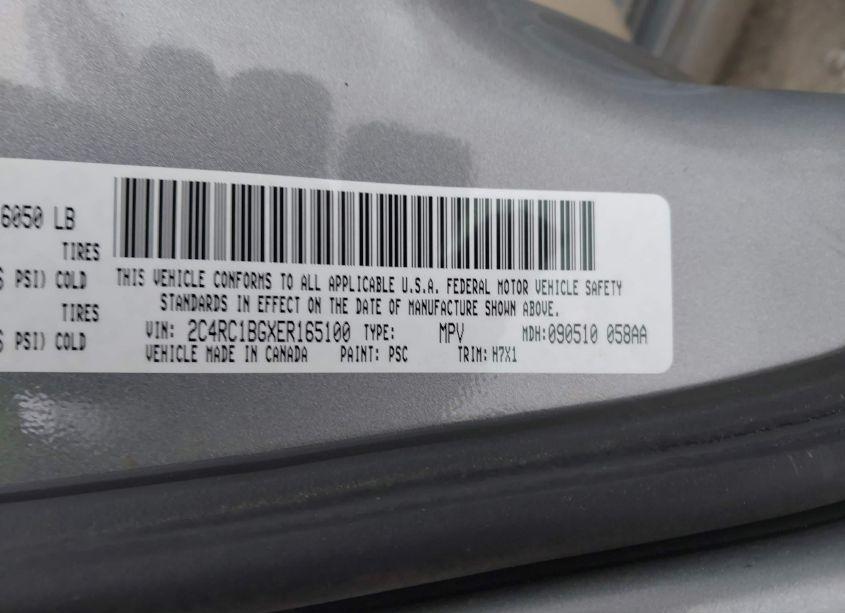 6050 LB
TIRES
PSI) COLD
TIRES
PSI) COLD
THIS VEHICLE CONFORMS TO ALL APPLICABLE U.S.A. FEDERAL MOTOR VEHICLE SAFETY
STANDARDS IN EFFECT ON THE DATE OF MANUFACTURE SHOWN ABOVE.
VIN: 2C4RC1BGXER165100 TYPE: MPV MDH:090510 058AA
VEHICLE MADE IN CANADA PAINT: PSC TRIM: H7X1